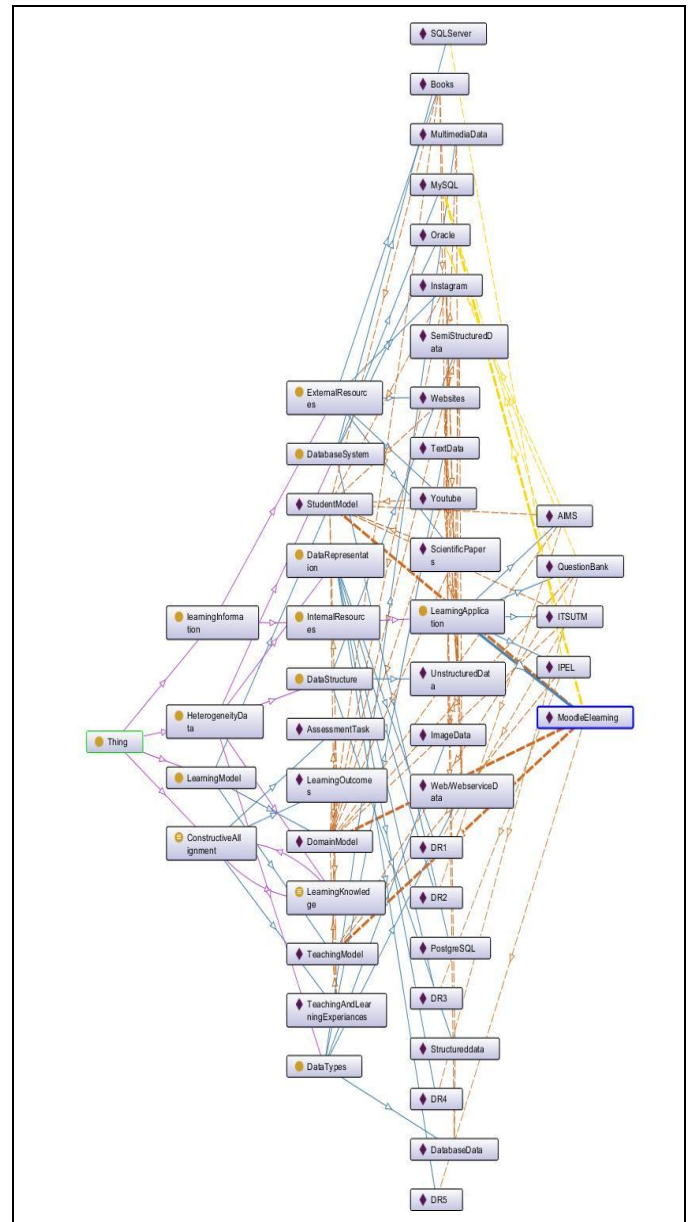 SQLServer
Books
MultimediaData
MySQL
Oracle
Instagram
SemiStructuredD
ata
ExternalResourc
es
Websites
DatabaseSystem
TextData
StudentModel
Youtube
AIMS
DataRepresentat
ion
ScientificPaper
s
QuestionBank
learningInforma
tion
InternalResourc
es
LearningApplica
tion
ITSUTM
DataStructure
UnstructuredDat
a
IPEL
HeterogeneityDa
ta
MoodleElearning
Thing
AssessmentTask
ImageData
LearningModel
LearningOutcome
s
Web/WebserviceD
ata
ConstructiveAll
ignment
DomainModel
DR1
LearningKnowled
ge
DR2
TeachingModel
PostgreSQL
TeachingAndLear
ningExperiances
DR3
DataTypes
Structureddata
DR4
DatabaseData
DR5